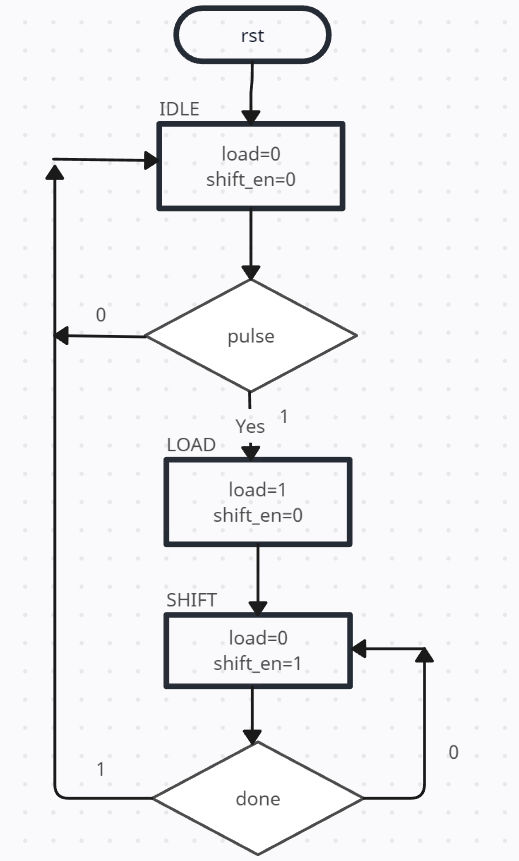 rst
IDLE
load=0
shift_en=0
0
pulse
1
Yes
LOAD
load=1
shift_en=0
SHIFT
load=0
shift_en=1
0
1
done